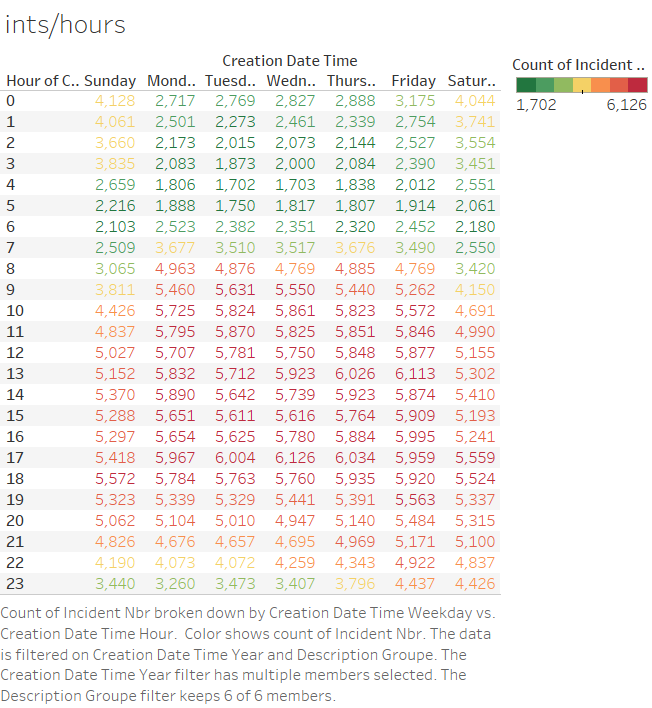 ints/hours
Creation Date Time
Hour of C.. Sunday Mond.. Tuesd.. Wedn.. Thurs.. Friday Satur..
0 4,128 2,717 2,769 2,827 2,888 3,175 4,044
1 4,061 2,501 2,273 2,461 2,339 2,754 3,741
2 3,660 2,173 2,015 2,073 2,144 2,527 3,554
3 3,835 2,083 1,873 2,000 2,084 2,390 3,451
4 2,659 1,806 1,702 1,703 1,838 2,012 2,551
5 2,216 1,888 1,750 1,817 1,807 1,914 2,061
6 2,103 2,523 2,382 2,351 2,320 2,452 2,180
7 2,509 3,677 3,510 3,517 3,676 3,490 2,550
8 3,065 4,963 4,876 4,769 4,885 4,769 3,420
9 3,811 5,460 5,631 5,550 5,440 5,262 4,150
10 4,426 5,725 5,824 5,861 5,823 5,572 4,691
11 4,837 5,795 5,870 5,825 5,851 5,846 4,990
12 5,027 5,707 5,781 5,750 5,848 5,877 5,155
13 5,152 5,832 5,712 5,923 6,026 6,113 5,302
14 5,370 5,890 5,642 5,739 5,923 5,874 5,410
15 5,288 5,651 5,611 5,616 5,764 5,909 5,193
16 5,297 5,654 5,625 5,780 5,884 5,995 5,241
17 5,418 5,967 6,004 6,126 6,034 5,959 5,559
18 5,572 5,784 5,763 5,760 5,935 5,920 5,524
19 5,323 5,339 5,329 5,441 5,391 5,563 5,337
20 5,062 5,104 5,010 4,947 5,140 5,484 5,315
21 4,826 4,676 4,657 4,695 4,969 5,171 5,100
22 4,190 4,073 4,072 4,259 4,343 4,922 4,837
23 3,440 3,260 3,473 3,407 3,796 4,437 4,426
Count of Incident ..
1,702 6,126
Count of Incident Nbr broken down by Creation Date Time Weekday vs.
Creation Date Time Hour. Color shows count of Incident Nbr. The data
is filtered on Creation Date Time Year and Description Groupe. The
Creation Date Time Year filter has multiple members selected. The
Description Groupe filter keeps 6 of 6 members.